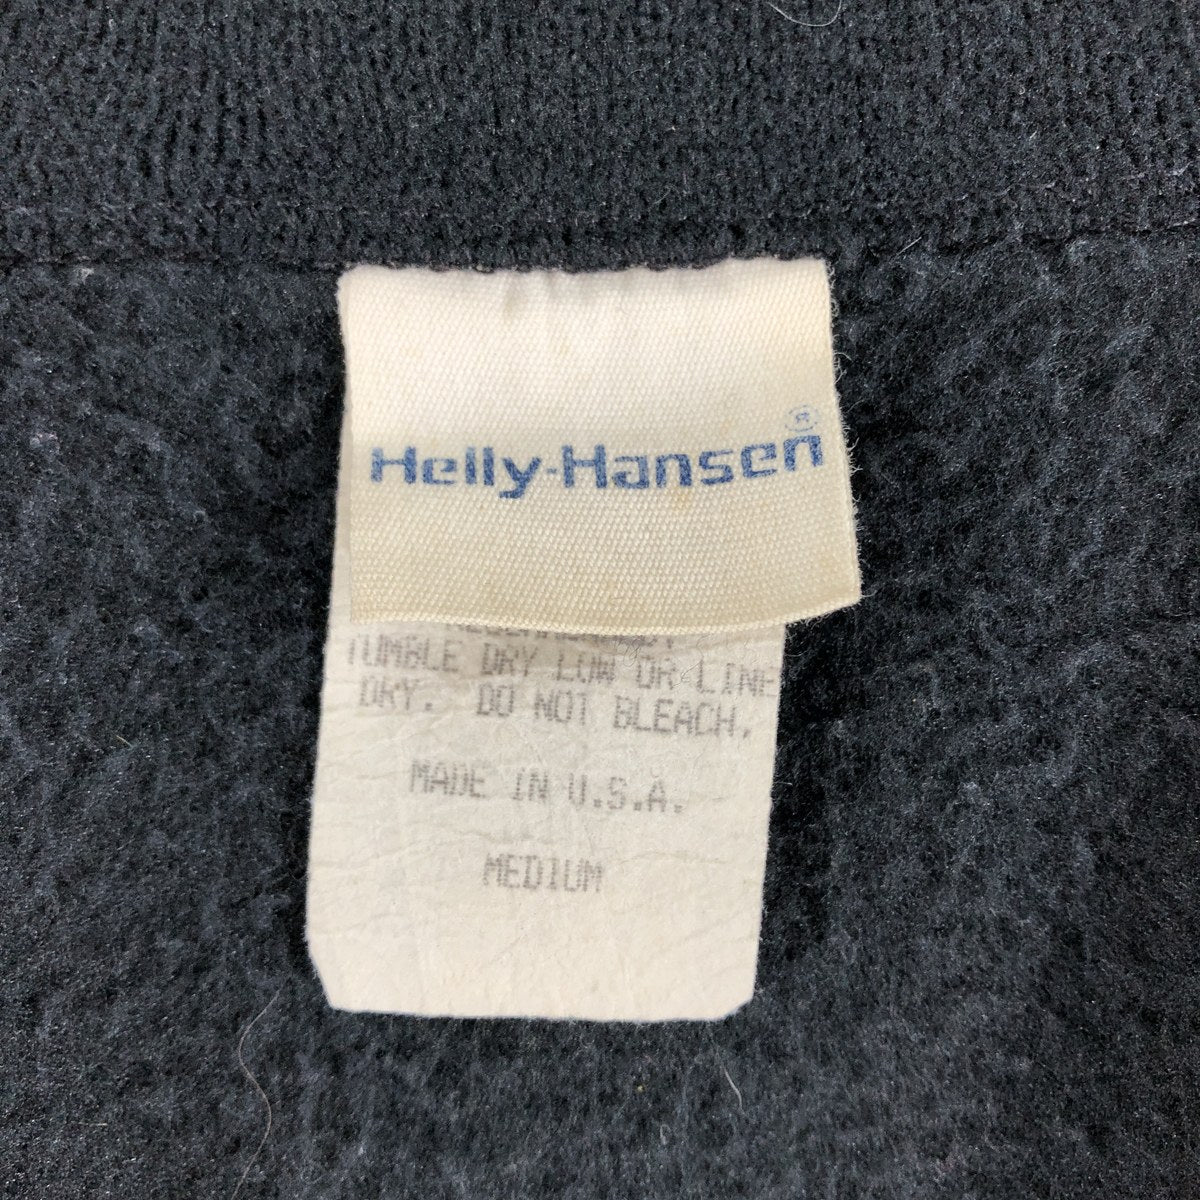 Helly-Hansen®
TUMBLE DRY LOW OR LINE
DRY. DO NOT BLEACH.
MADE IN U.S.A.
MEDIUM